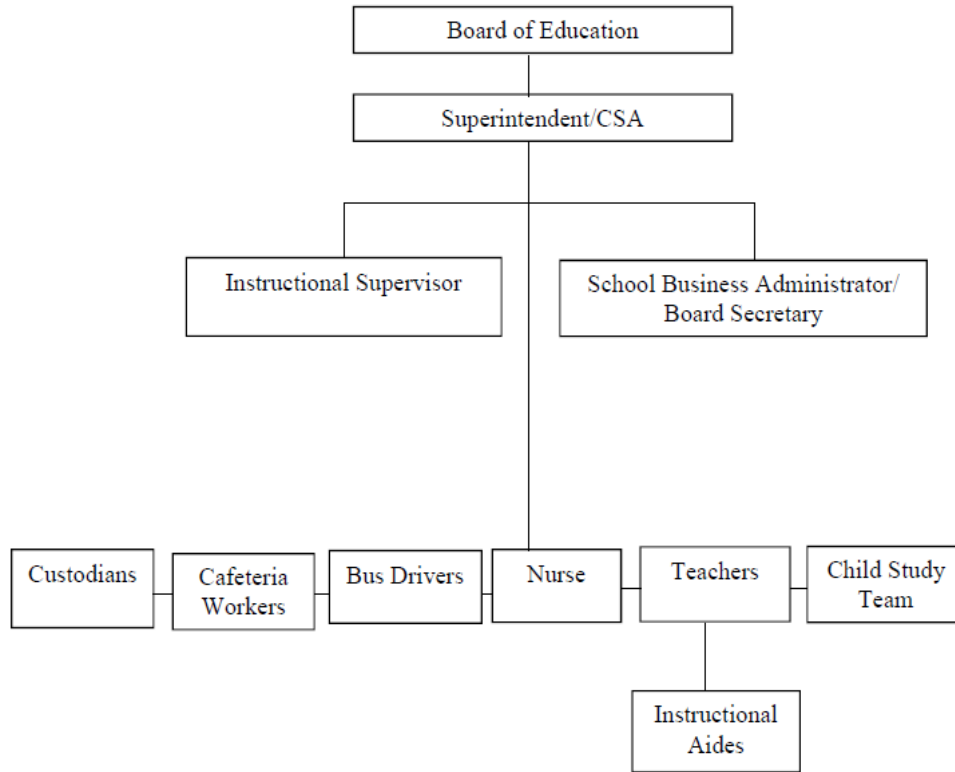 Board of Education
Superintendent/CSA
Instructional Supervisor
School Business Administrator/
Board Secretary
Custodians
Cafeteria
Workers
Bus Drivers
Nurse
Teachers
Child Study
Team
Instructional
Aides